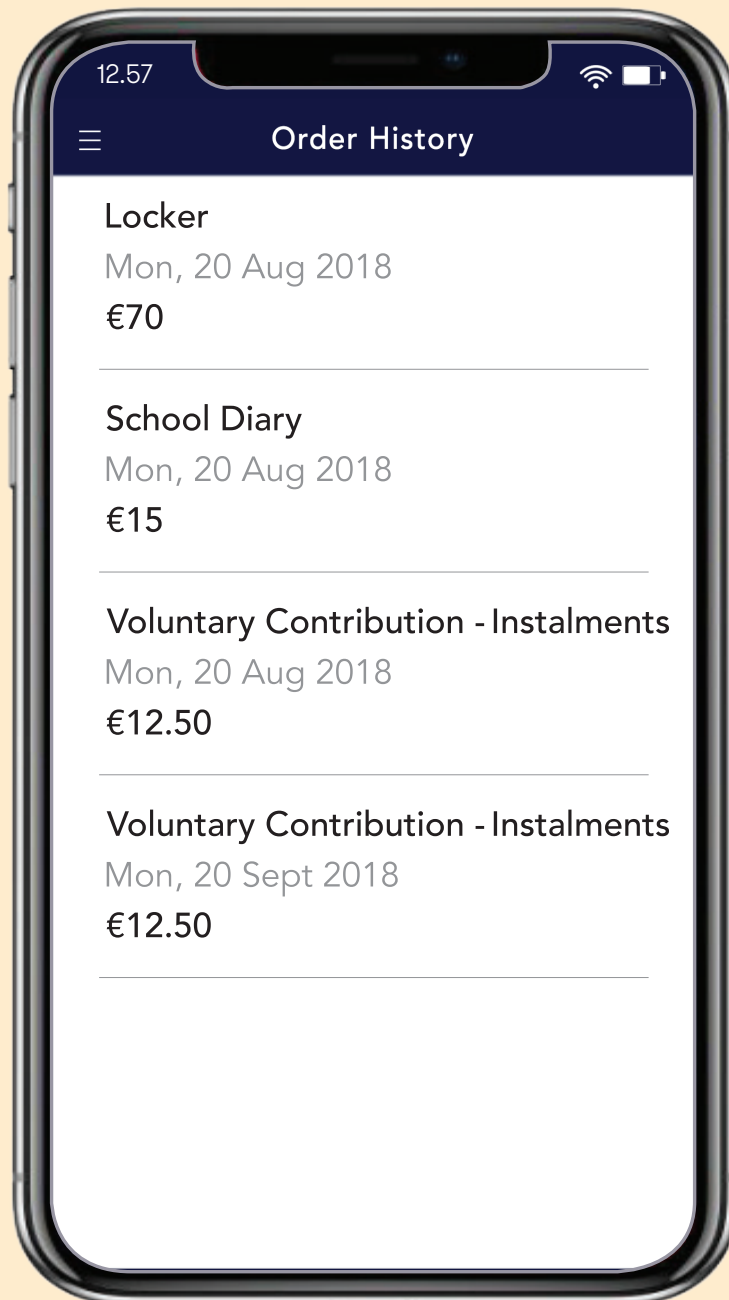 12.57
Order History
Locker
Mon, 20 Aug 2018
€70
School Diary
Mon, 20 Aug 2018
€15
Voluntary Contribution - Instalments
Mon, 20 Aug 2018
€12.50
Voluntary Contribution - Instalments
Mon, 20 Sept 2018
€12.50